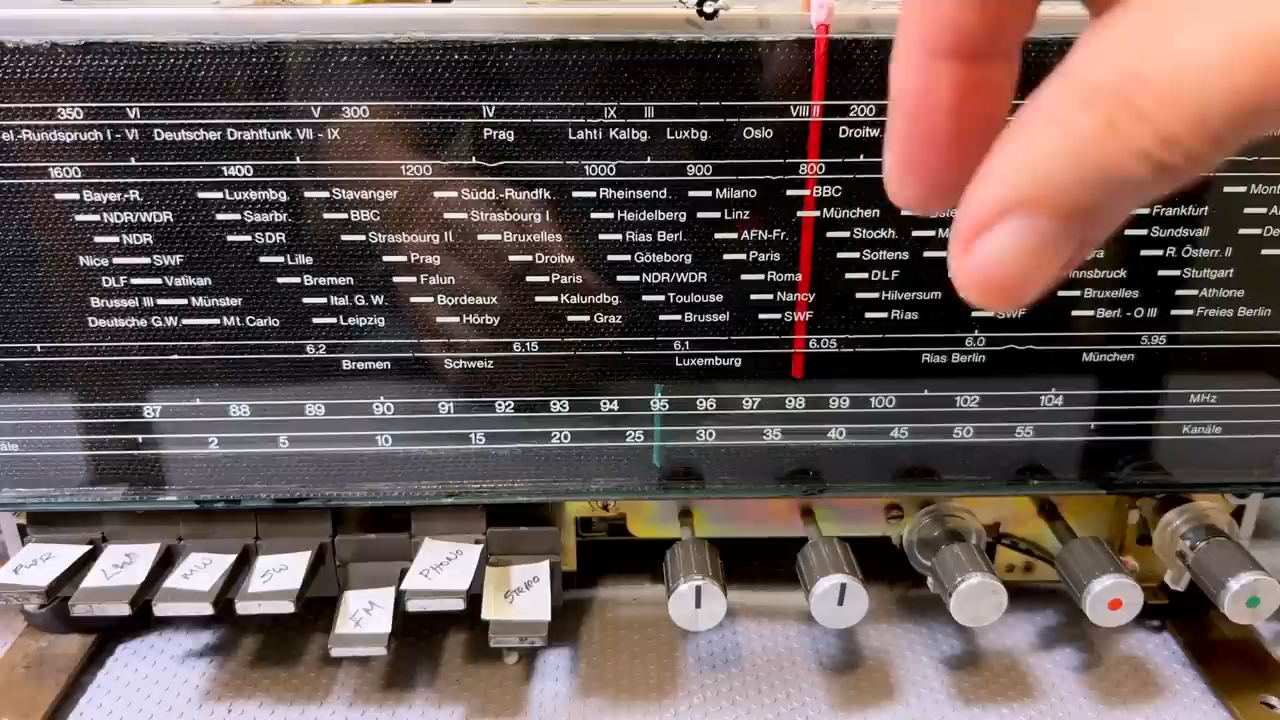 350 VI V 300 IV IX III VIII II 200
el.-Rundspruch I - VI Deutscher Drahtfunk VII - IX Prag Lahti Kalbg. Luxbg. Oslo Droitw.
1600 1400 1200 1000 900 800
Bayer.-R. Luxembg. Stavanger Südd.-Rundfk. Rheinsend. Milano BBC
NDR/WDR Saarbr. BBC Strasbourg I Heidelberg Linz München Frankfurt
NDR SDR Strasbourg II Bruxelles Rias Berl. AFN-Fr. Stockh. Sundsvall
Nice SWF Lille Prag Droitw Göteborg Paris Sottens R. Österr. II
DLF Vatikan Bremen Falun Paris NDR/WDR Roma DLF Stuttgart
Brussel III Münster Ital. G.W. Bordeaux Kalundbg. Toulouse Nancy Hilversum Bruxelles Athlone
Deutsche G.W. Mt.Carlo Leipzig Hörby Graz Brussel SWF Rias SWF Berl. - O III Freies Berlin
6.2 6.15 6.1 6.05 6.0 5.95
Bremen Schweiz Luxemburg Rias Berlin München
87 88 89 90 91 92 93 94 95 96 97 98 99 100 102 104 MHz
2 5 10 15 20 25 30 35 40 45 50 55 Kanäle
PWR LW MW SW FM PHONO STEREO